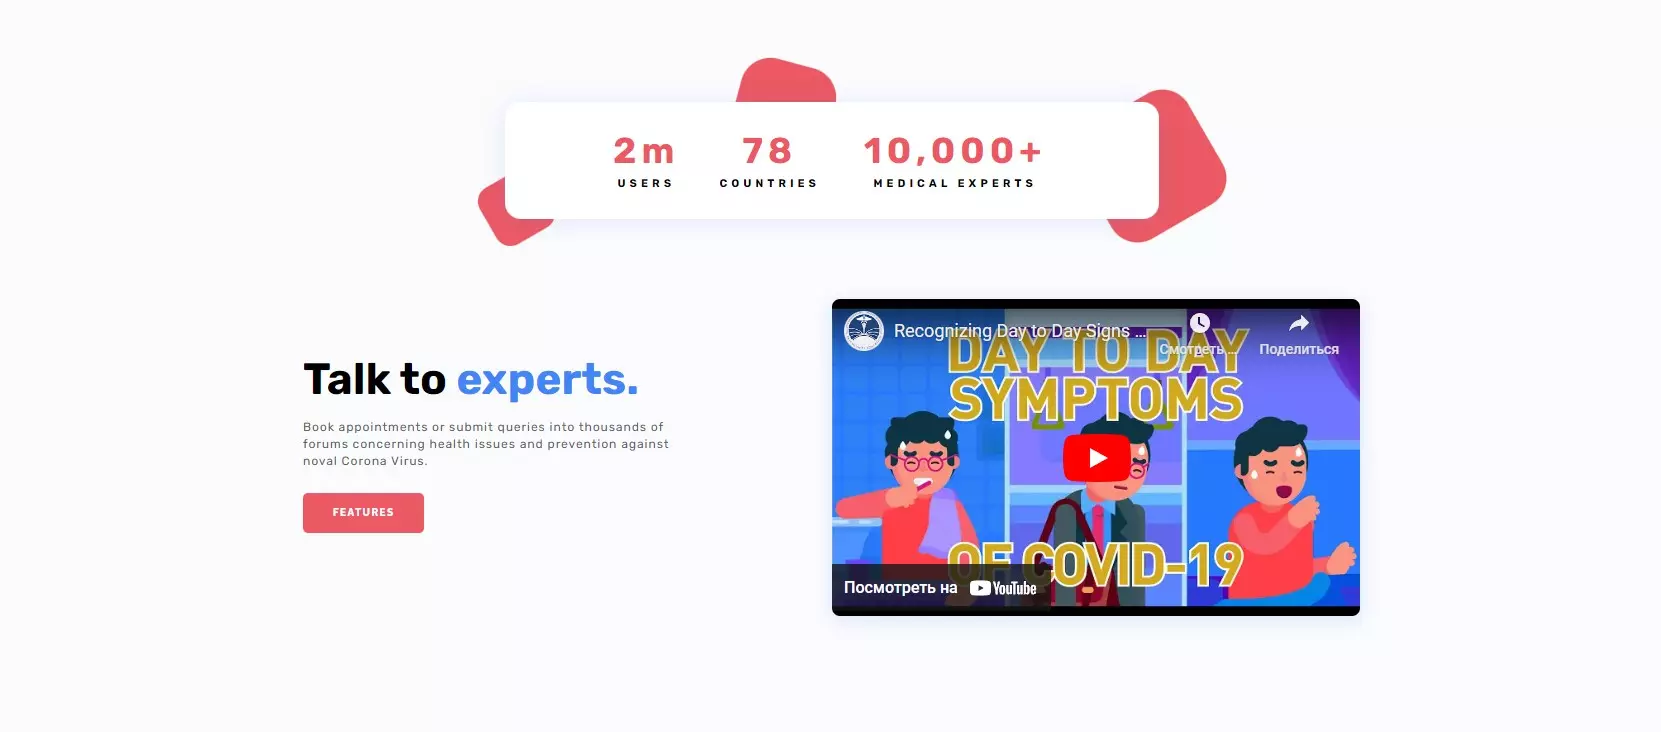 2m
USERS
78
COUNTRIES
10,000+
MEDICAL EXPERTS
Talk to experts.
Book appointments or submit queries into thousands of
forums concerning health issues and prevention against
noval Corona Virus.
FEATURES
Recognizing Day to Day Signs ...
Смотреть ...
Поделиться
DAY TO DAY
SYMPTOMS
OF COVID-19
Посмотреть на YouTube